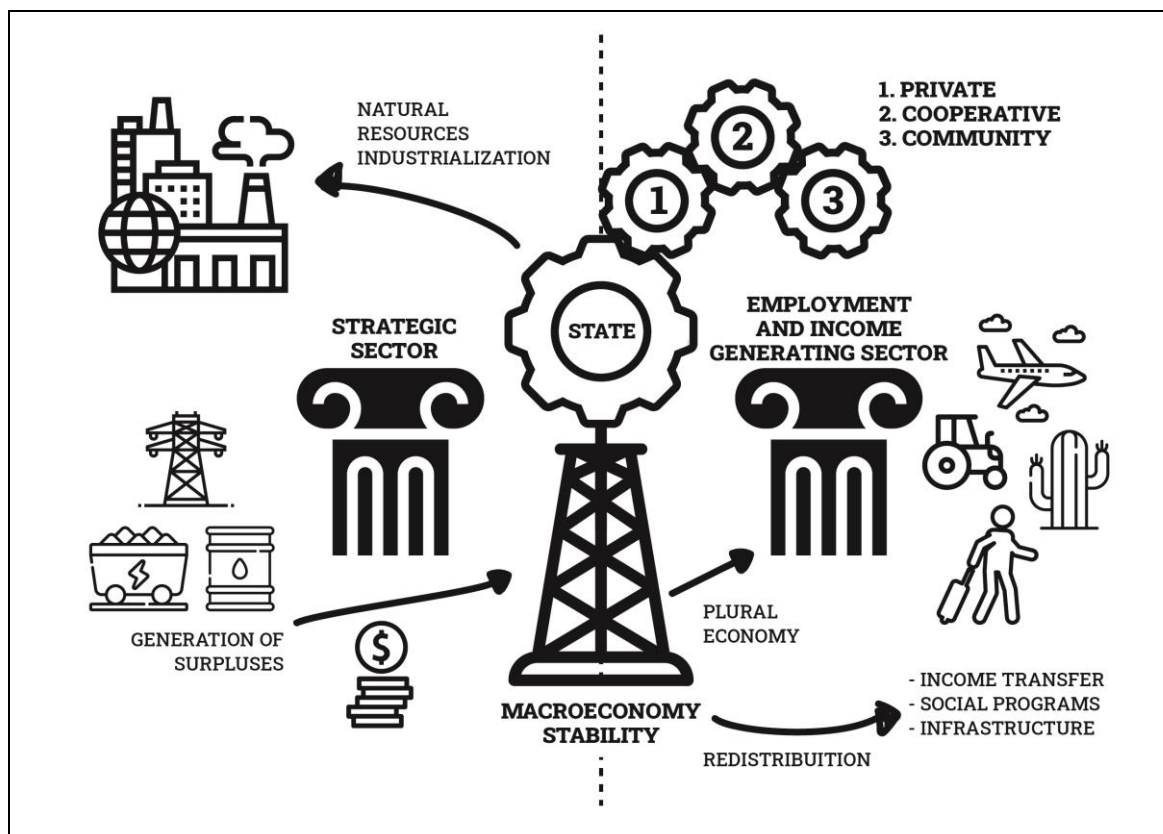 NATURAL
RESOURCES
INDUSTRIALIZATION
1. PRIVATE
2. COOPERATIVE
3. COMMUNITY
1
2
3
STATE
STRATEGIC
SECTOR
EMPLOYMENT
AND INCOME
GENERATING SECTOR
GENERATION OF
SURPLUSES
$
PLURAL
ECONOMY
MACROECONOMY
STABILITY
REDISTRIBUITION
- INCOME TRANSFER
- SOCIAL PROGRAMS
- INFRASTRUCTURE